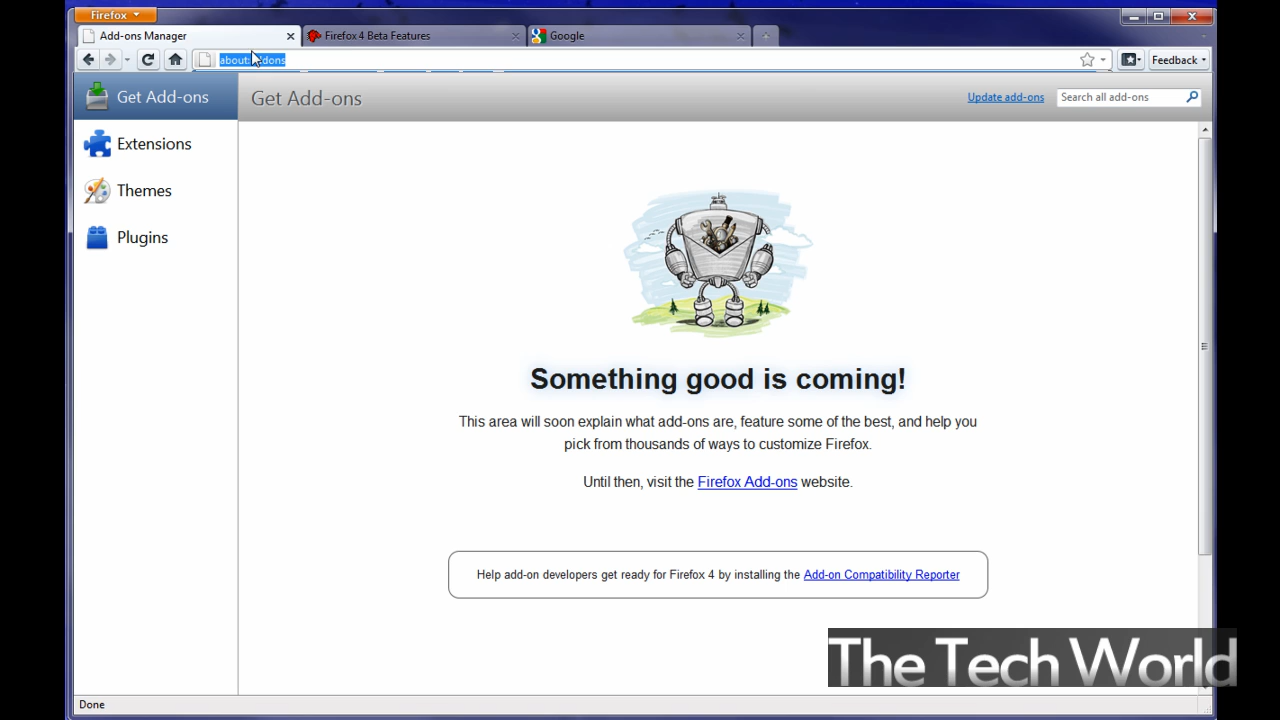 Firefox
Add-ons Manager
Firefox 4 Beta Features
Google
about:addons
Feedback
Get Add-ons
Extensions
Themes
Plugins
Get Add-ons
Update add-ons
Search all add-ons
Something good is coming!
This area will soon explain what add-ons are, feature some of the best, and help you
pick from thousands of ways to customize Firefox.
Until then, visit the Firefox Add-ons website.
Help add-on developers get ready for Firefox 4 by installing the Add-on Compatibility Reporter
The Tech World
Done